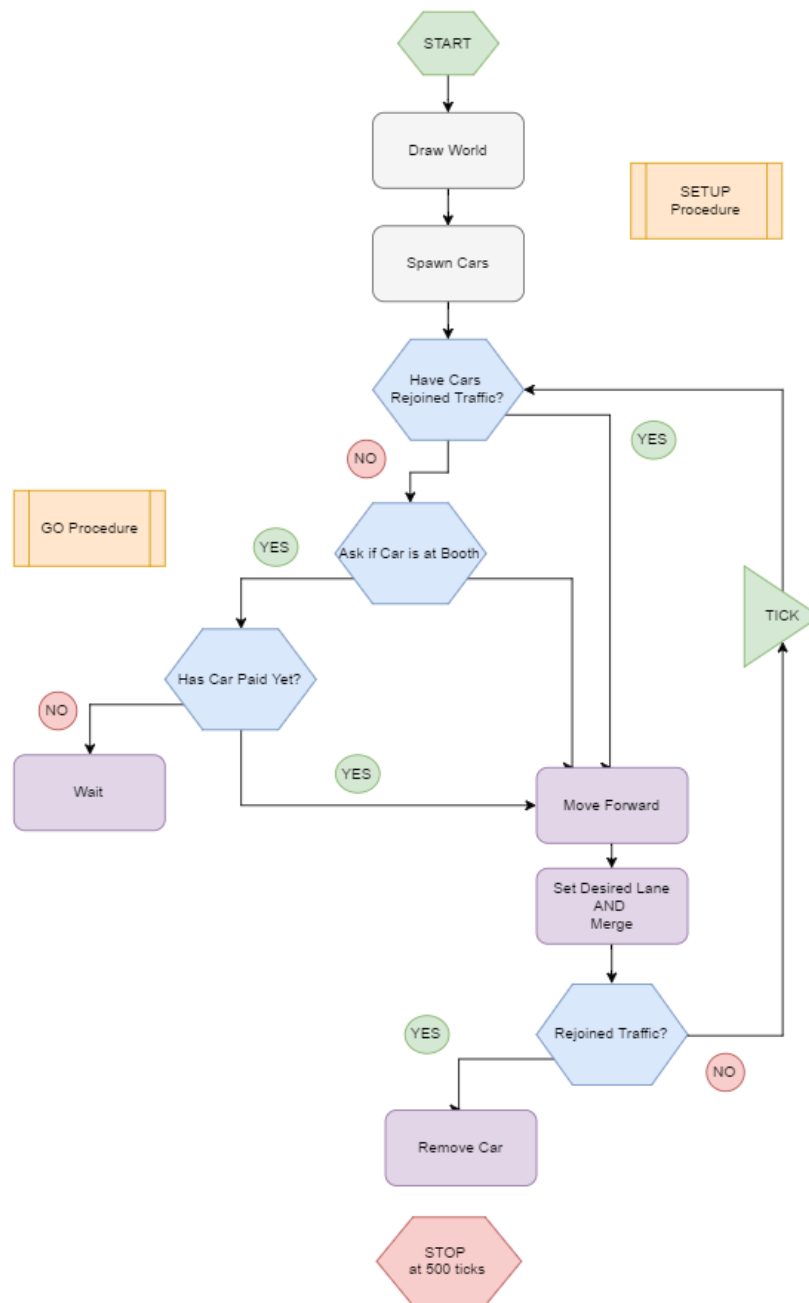 START
Draw World
SETUP
Procedure
Spawn Cars
Have Cars
Rejoined Traffic?
YES
NO
GO Procedure
YES
Ask if Car is at Booth
TICK
Has Car Paid Yet?
NO
YES
Wait
Move Forward
Set Desired Lane
AND
Merge
YES
Rejoined Traffic?
NO
Remove Car
STOP
at 500 ticks